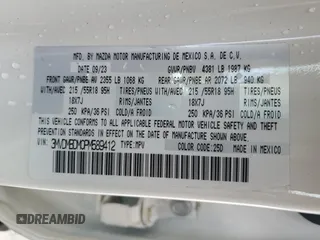 MFD. BY MAZDA MOTOR MANUFACTURING DE MEXICO S.A. DE C.V.
DATE: 09/23 GVWR/PNBV. 4381 LB 1987 KG
FRONT GAWR/PNBE AV 2355 LB 1068 KG REAR GAWR/PNBE AR 2072 LB 940 KG
WITH/AVEC 215/55R18 95H TIRES/PNEUS WITH/AVEC 215/55R18 95H TIRES/PNEUS
18X7J RIMS/JANTES 18X7J RIMS/JANTES
250 KPA/36 PSI COLD/A FROID 250 KPA/36 PSI COLD/A FROID
THIS VEHICLE CONFORMS TO ALL APPLICABLE U.S. FEDERAL MOTOR
VEHICLE SAFETY STANDARDS IN EFFECT ON THE DATE OF MANUFACTURE
SHOWN ABOVE.
COLOR CODE:25D MADE IN MEXICO
VIN: TYPE:MPV
DREAMBID